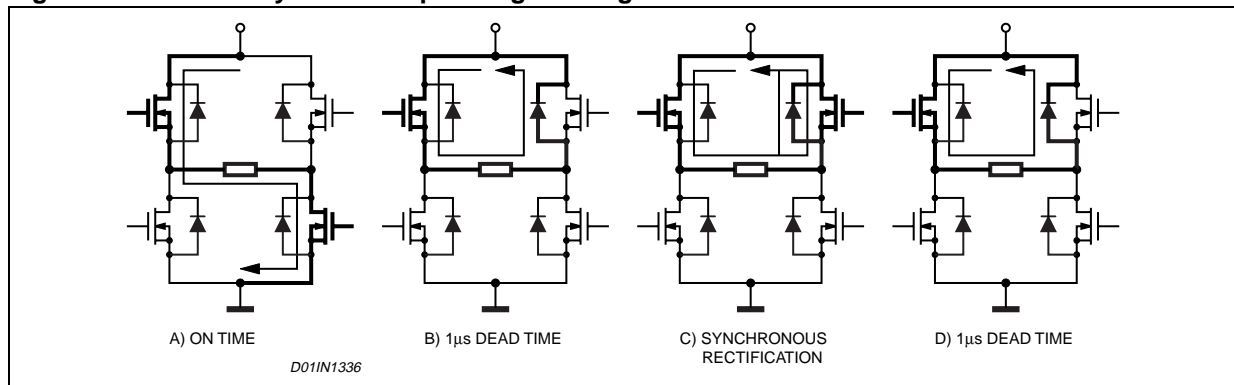 A) ON TIME
B) 1μs DEAD TIME
C) SYNCHRONOUS
RECTIFICATION
D) 1μs DEAD TIME
D01IN1336